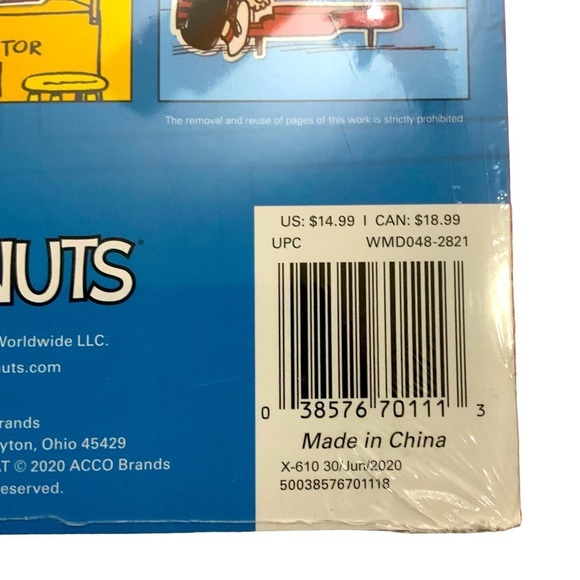 TOR
The removal and reuse of pages of this work is strictly prohibited.
US: $14.99 I CAN: $18.99
UPC WMD048-2821
NUTS
Worldwide LLC.
uts.com
0 38576 70111 3
rands
yton, Ohio 45429
Made in China
T © 2020 ACCO Brands
X-610 30/Jun/2020
eserved.
50038576701118